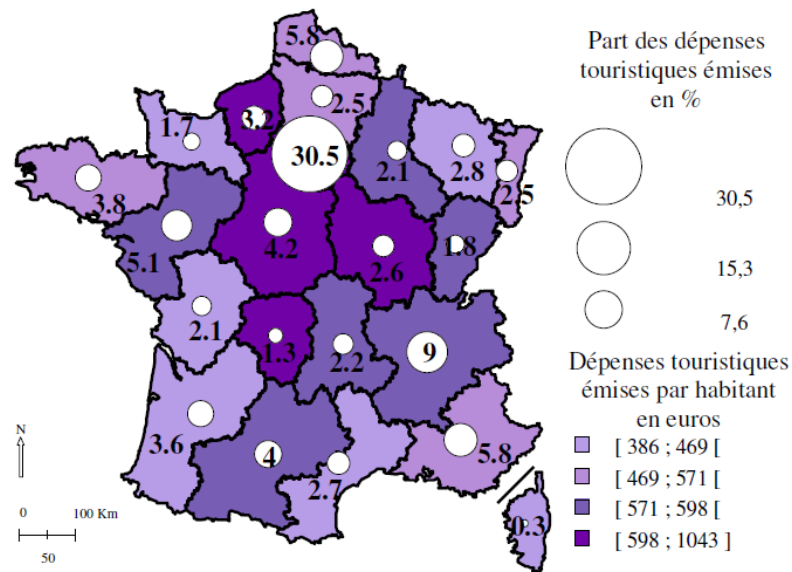 5.8
Part des dépenses
touristiques émises
en %
1.7
3.2
2.5
30.5
2.1
2.8
2.5
3.8
5.1
4.2
2.6
1.8
30,5
15,3
7,6
2.1
1.3
2.2
9
3.6
4
2.7
5.8
0.3
Dépenses touristiques
émises par habitant
en euros
[ 386 ; 469 [
[ 469 ; 571 [
[ 571 ; 598 [
[ 598 ; 1043 ]
N
0 100 Km
50